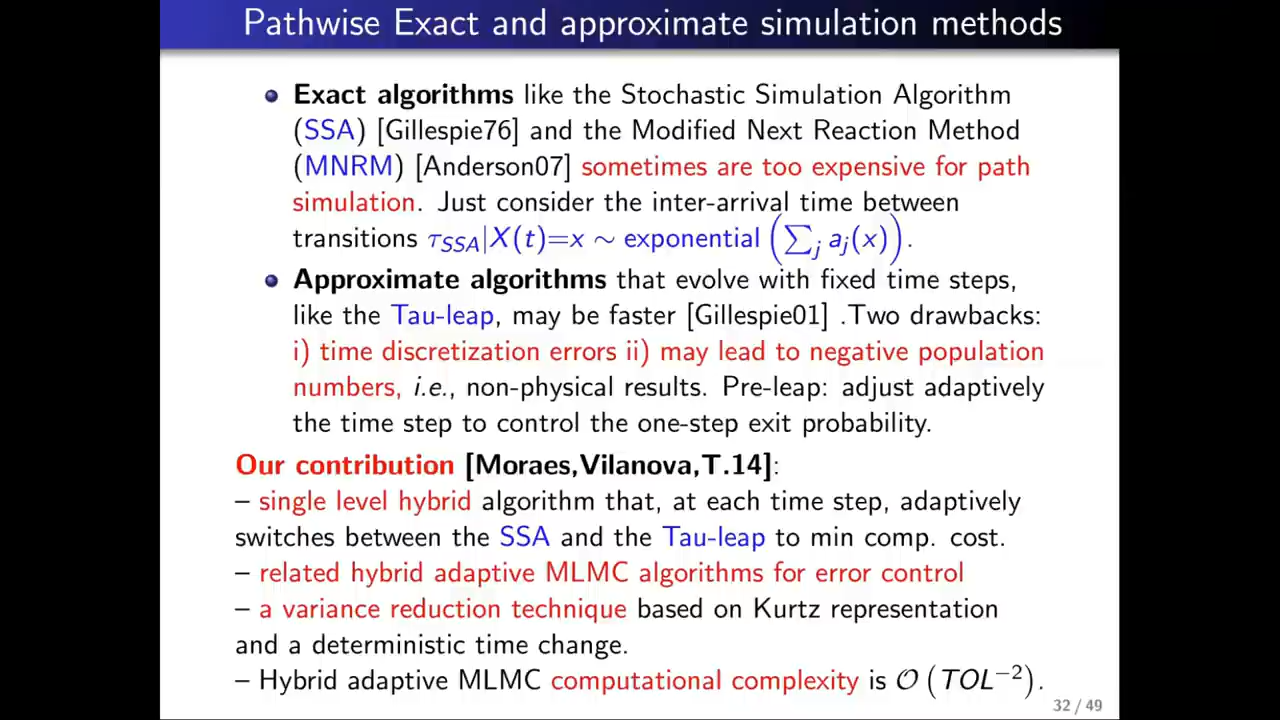 Pathwise Exact and approximate simulation methods
Exact algorithms like the Stochastic Simulation Algorithm
(SSA) [Gillespie76] and the Modified Next Reaction Method
(MNRM) [Anderson07] sometimes are too expensive for path
simulation. Just consider the inter-arrival time between
transitions τ_SSA|X(t)=x ∼ exponential (∑_j a_j(x)).
Approximate algorithms that evolve with fixed time steps,
like the Tau-leap, may be faster [Gillespie01] .Two drawbacks:
i) time discretization errors ii) may lead to negative population
numbers, i.e., non-physical results. Pre-leap: adjust adaptively
the time step to control the one-step exit probability.
Our contribution [Moraes,Vilanova,T.14]:
– single level hybrid algorithm that, at each time step, adaptively
switches between the SSA and the Tau-leap to min comp. cost.
– related hybrid adaptive MLMC algorithms for error control
– a variance reduction technique based on Kurtz representation
and a deterministic time change.
– Hybrid adaptive MLMC computational complexity is O (TOL⁻²).
32 / 49